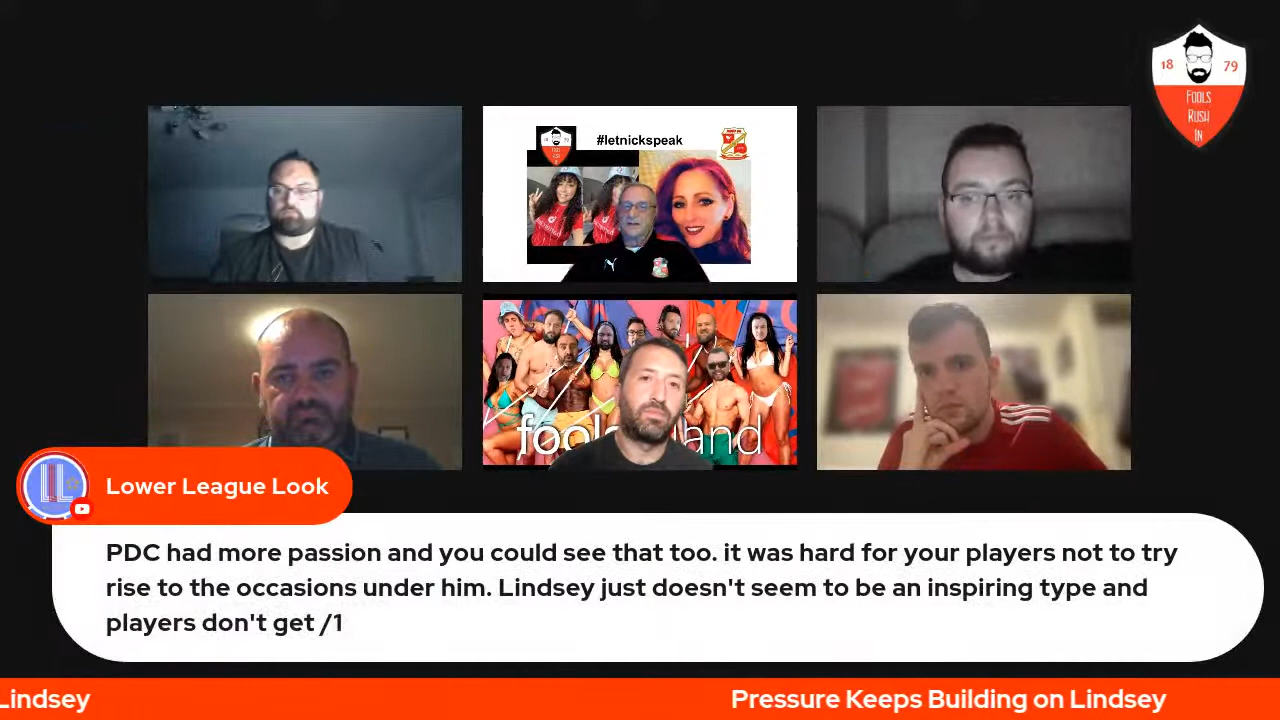 18 79
FOOLS
RUSH
IN
#letnickspeak
Lower League Look
PDC had more passion and you could see that too. it was hard for your players not to try
rise to the occasions under him. Lindsey just doesn't seem to be an inspiring type and
players don't get /1
Lindsey
Pressure Keeps Building on Lindsey